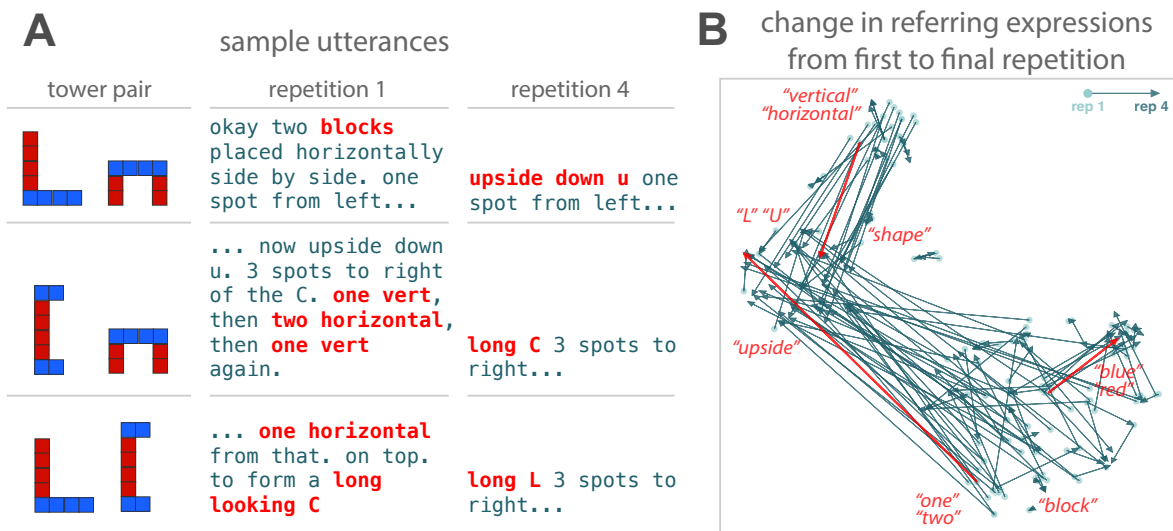 A
sample utterances
tower pair
repetition 1
repetition 4
okay two blocks
placed horizontally
side by side. one
spot from left...
upside down u one
spot from left...
... now upside down
u. 3 spots to right
of the C. one vert,
then two horizontal,
then one vert
again.
long C 3 spots to
right...
... one horizontal
from that. on top.
to form a long
looking C
long L 3 spots to
right...
B
change in referring expressions
from first to final repetition
rep 1
rep 4
"vertical"
"horizontal"
"L" "U"
"shape"
"upside"
"blue"
"red"
"one"
"two"
"block"